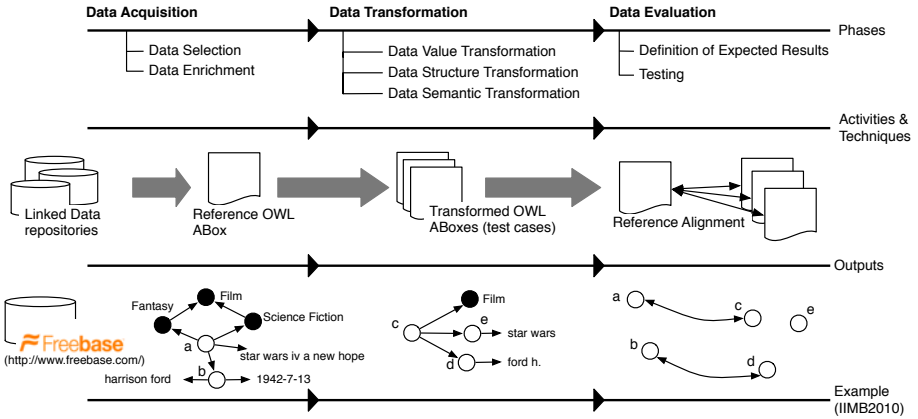 Data Acquisition
Data Transformation
Data Evaluation
Phases
Data Selection
Data Enrichment
Data Value Transformation
Data Structure Transformation
Data Semantic Transformation
Definition of Expected Results
Testing
Activities &
Techniques
Linked Data
repositories
Reference OWL
ABox
Transformed OWL
ABoxes (test cases)
Reference Alignment
Outputs
Freebase
(http://www.freebase.com/)
Film
Fantasy
Science Fiction
a
star wars iv a new hope
b
harrison ford
1942-7-13
Film
c
e
star wars
d
ford h.
a
c
e
b
d
Example
(IIMB2010)